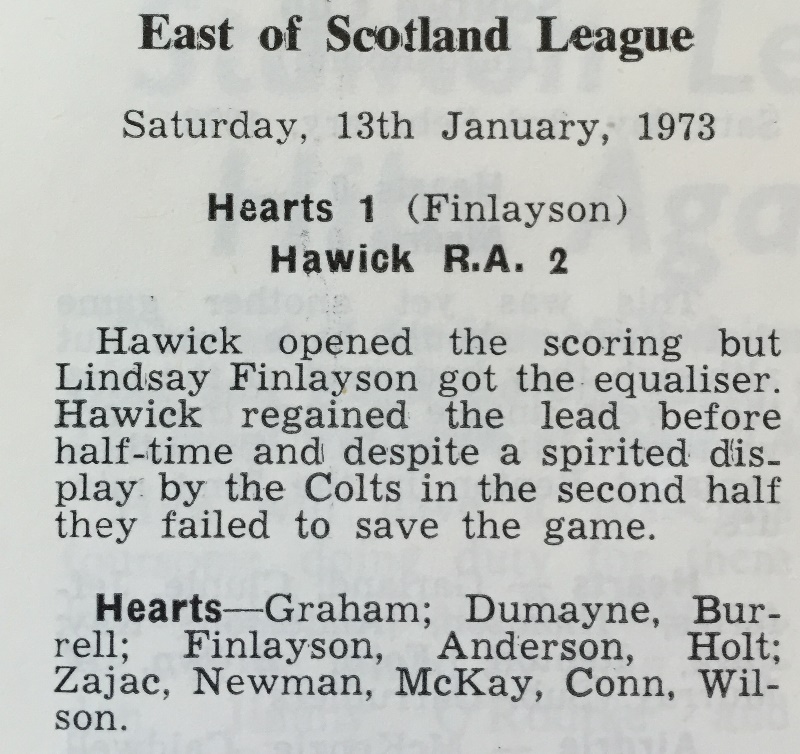 East of Scotland League
Saturday, 13th January, 1973
Hearts 1 (Finlayson)
Hawick R.A. 2
Hawick opened the scoring but
Lindsay Finlayson got the equaliser.
Hawick regained the lead before
half-time and despite a spirited dis-
play by the Colts in the second half
they failed to save the game.
Hearts—Graham; Dumayne, Bur-
rell; Finlayson, Anderson, Holt;
Zajac, Newman, McKay, Conn, Wil-
son.